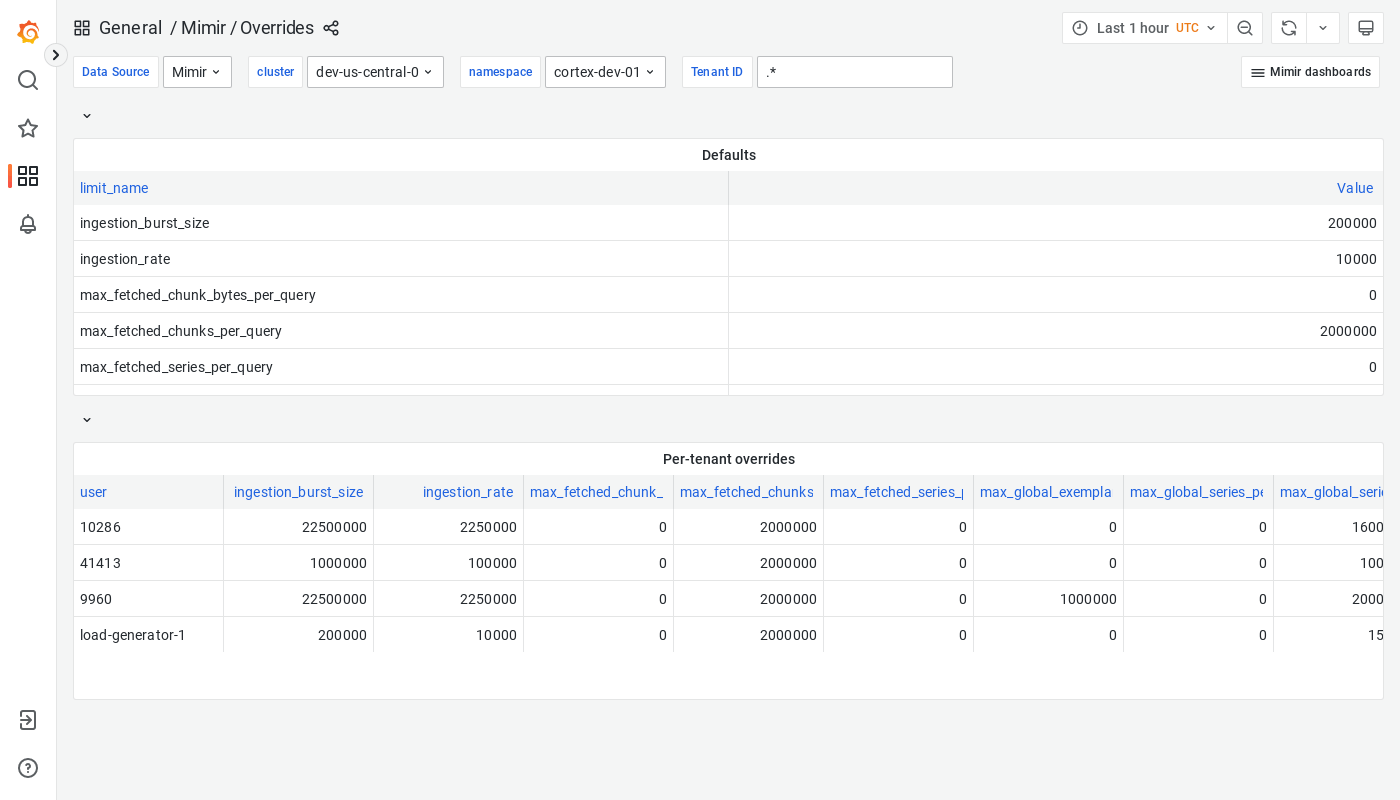 General / Mimir / Overrides
Last 1 hour UTC
Data Source Mimir cluster dev-us-central-0 namespace cortex-dev-01 Tenant ID .* Mimir dashboards
Defaults
limit_name Value
ingestion_burst_size 200000
ingestion_rate 10000
max_fetched_chunk_bytes_per_query 0
max_fetched_chunks_per_query 2000000
max_fetched_series_per_query 0
Per-tenant overrides
user ingestion_burst_size ingestion_rate max_fetched_chunk_ max_fetched_chunks max_fetched_series_ max_global_exempla max_global_series_pe max_global_serie
10286 22500000 2250000 0 2000000 0 0 0 1600
41413 1000000 100000 0 2000000 0 0 0 100
9960 22500000 2250000 0 2000000 0 1000000 0 2000
load-generator-1 200000 10000 0 2000000 0 0 0 15